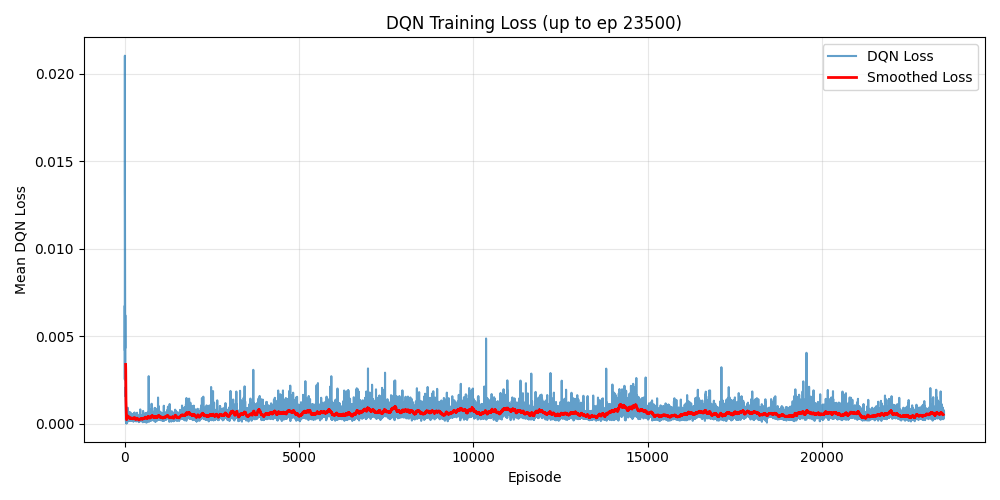 DQN Training Loss (up to ep 23500)
DQN Loss
Smoothed Loss
Mean DQN Loss
0.020
0.015
0.010
0.005
0.000
0
5000
10000
15000
20000
Episode